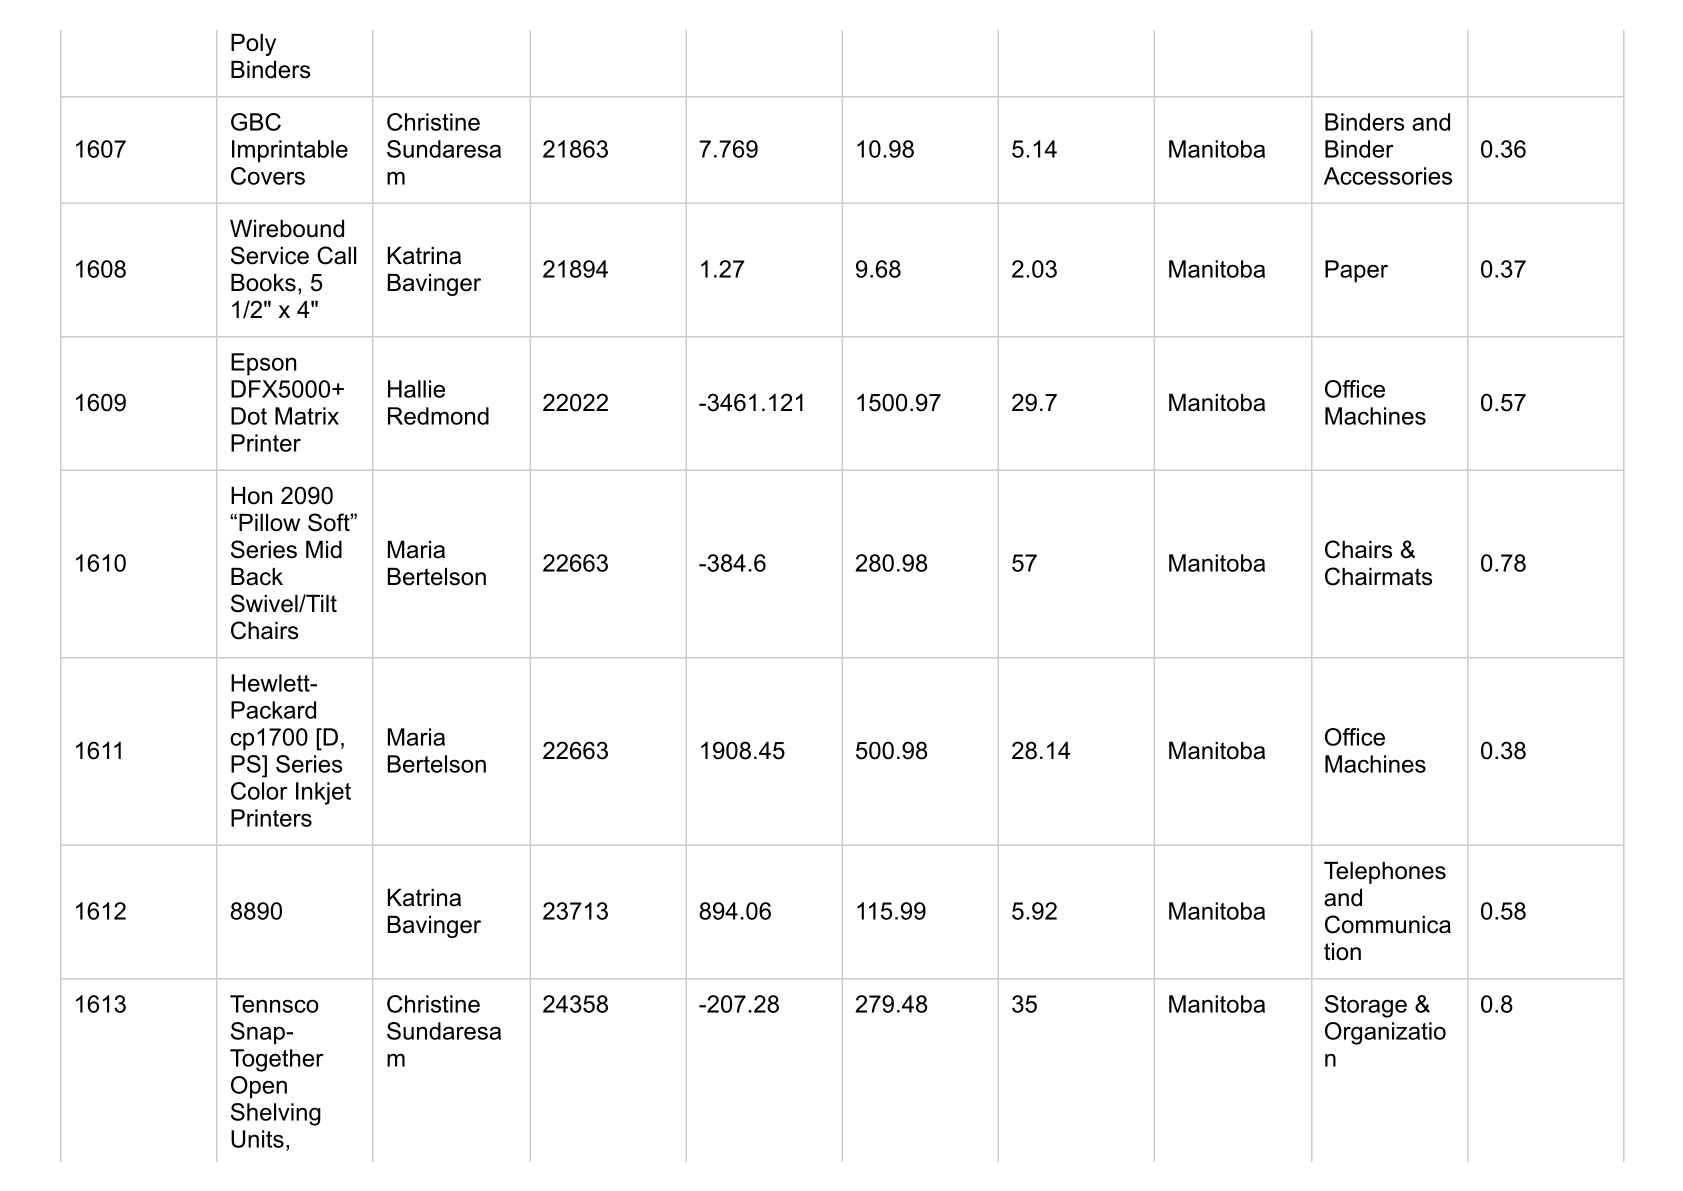 Poly
Binders
1607
GBC
Imprintable
Covers
Christine
Sundaresa
m
21863
7.769
10.98
5.14
Manitoba
Binders and
Binder
Accessories
0.36
1608
Wirebound
Service Call
Books, 5
1/2" x 4"
Katrina
Bavinger
21894
1.27
9.68
2.03
Manitoba
Paper
0.37
1609
Epson
DFX5000+
Dot Matrix
Printer
Hallie
Redmond
22022
-3461.121
1500.97
29.7
Manitoba
Office
Machines
0.57
1610
Hon 2090
“Pillow Soft”
Series Mid
Back
Swivel/Tilt
Chairs
Maria
Bertelson
22663
-384.6
280.98
57
Manitoba
Chairs &
Chairmats
0.78
1611
Hewlett-
Packard
cp1700 [D,
PS] Series
Color Inkjet
Printers
Maria
Bertelson
22663
1908.45
500.98
28.14
Manitoba
Office
Machines
0.38
1612
8890
Katrina
Bavinger
23713
894.06
115.99
5.92
Manitoba
Telephones
and
Communica
tion
0.58
1613
Tennsco
Snap-
Together
Open
Shelving
Units,
Christine
Sundaresa
m
24358
-207.28
279.48
35
Manitoba
Storage &
Organizatio
n
0.8